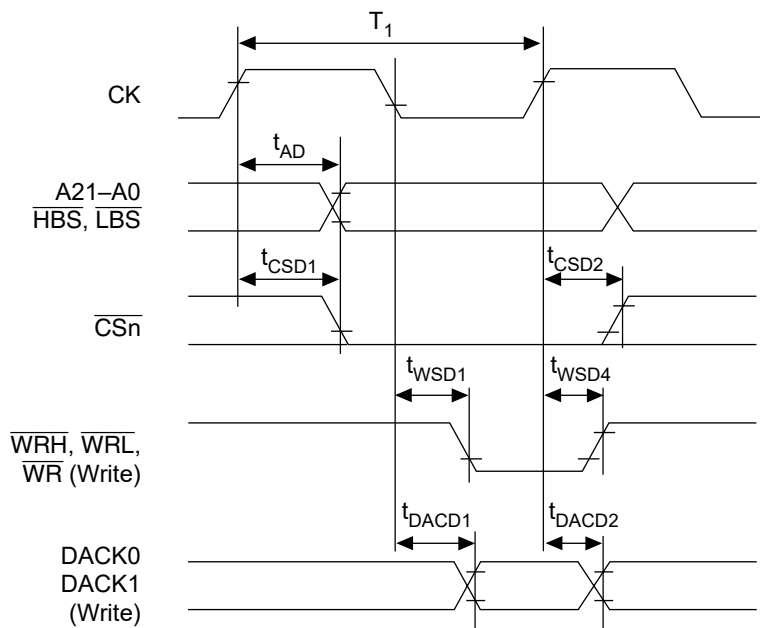 T1
CK
tAD
A21–A0
HBS, LBS
tCSD1
tCSD2
CSn
tWSD1
tWSD4
WRH, WRL,
WR (Write)
tDACD1
tDACD2
DACK0
DACK1
(Write)